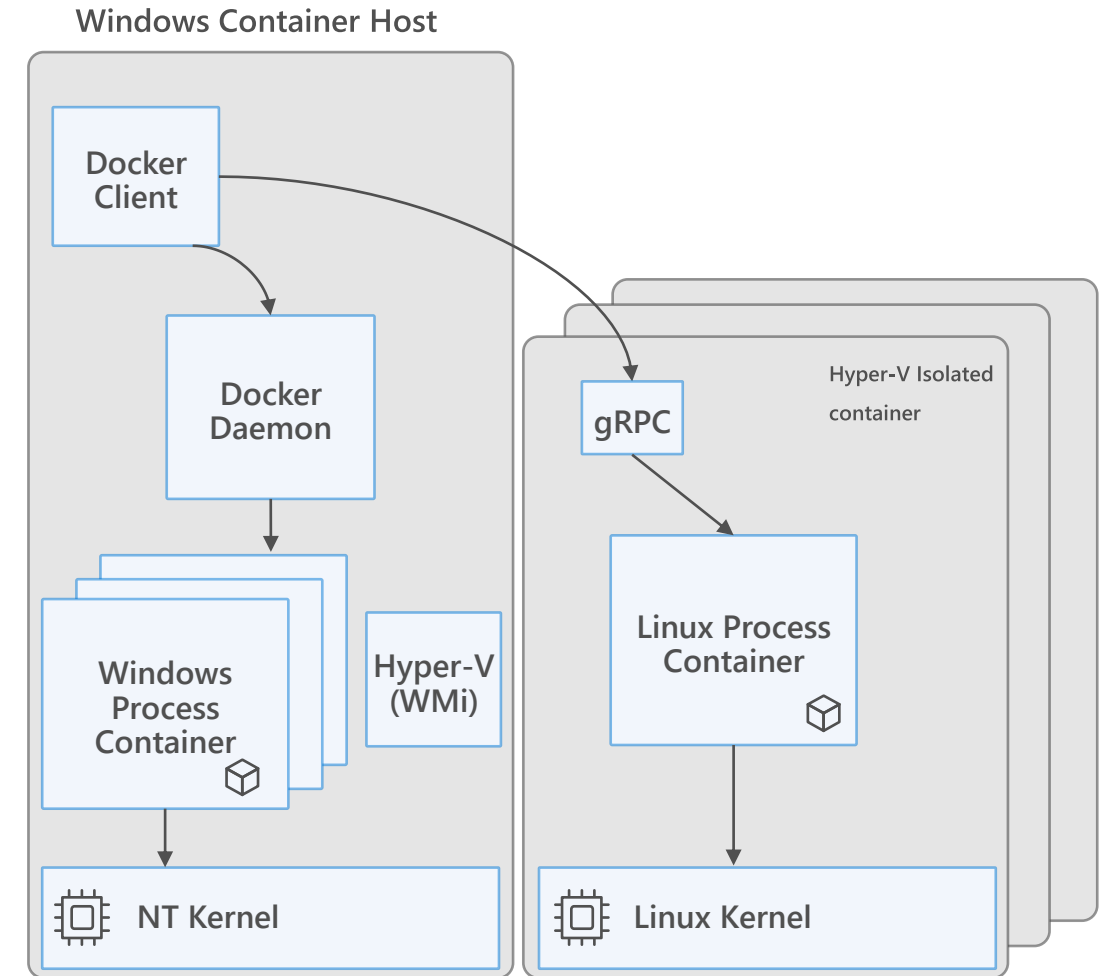 Windows Container Host
Docker
Client
Docker
Daemon
Windows
Process
Container
Hyper-V
(WMi)
NT Kernel
Hyper-V Isolated
container
gRPC
Linux Process
Container
Linux Kernel